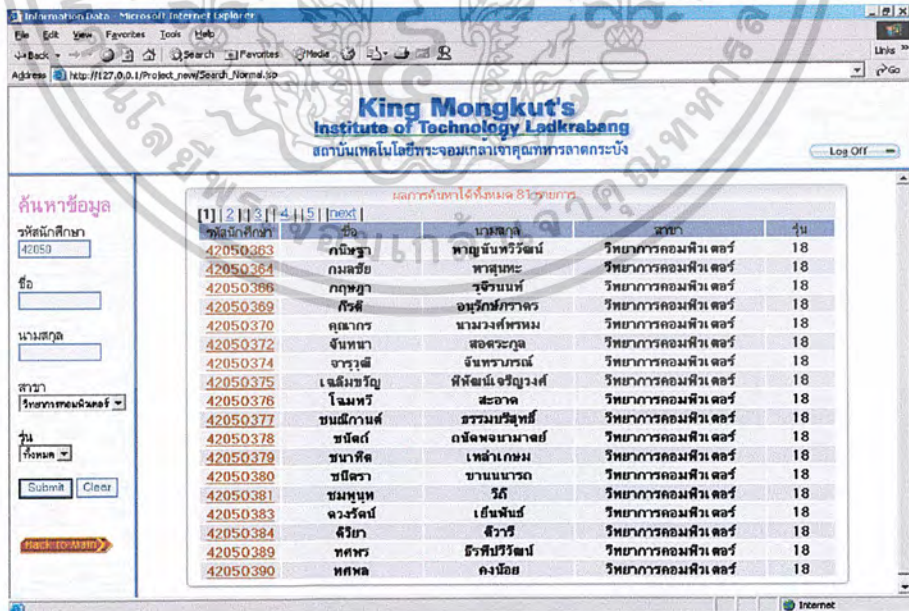 Information Data - Microsoft Internet Explorer
File Edit View Favorites Tools Help
Back Search Favorites Media
Links
Address http://127.0.0.1/Project_new/Search_Normal.jsp Go
King Mongkut's
Institute of Technology Ladkrabang
สถาบันเทคโนโลยีพระจอมเกล้าเจ้าคุณทหารลาดกระบัง
Log Off
ค้นหาข้อมูล
รหัสนักศึกษา
42050
ชื่อ
นามสกุล
สาขา
วิทยาการคอมพิวเตอร์
รุ่น
ทั้งหมด
Submit Clear
Back to Main
ผลการค้นหาได้ทั้งหมด 81 รายการ
[1] | 2 | | 3 | | 4 | | 5 | |next |
รหัสนักศึกษา ชื่อ นามสกุล สาขา รุ่น
42050363 กนิษฐา หาญนันทวิวัฒน์ วิทยาการคอมพิวเตอร์ 18
42050364 กมลชัย หาสุนทะ วิทยาการคอมพิวเตอร์ 18
42050366 กฤษฎา รุจิรนนท์ วิทยาการคอมพิวเตอร์ 18
42050369 กีรติ อนุรักษ์ภราดร วิทยาการคอมพิวเตอร์ 18
42050370 คุณากร นามวงศ์พรหม วิทยาการคอมพิวเตอร์ 18
42050372 จันทนา สอดระกูล วิทยาการคอมพิวเตอร์ 18
42050374 จารุวุฒิ จันทราภรณ์ วิทยาการคอมพิวเตอร์ 18
42050375 เฉลิมขวัญ พิพัฒน์เจริญวงศ์ วิทยาการคอมพิวเตอร์ 18
42050376 โฉมทวี สะอาด วิทยาการคอมพิวเตอร์ 18
42050377 ชนณิกานต์ ธรรมบริสุทธิ์ วิทยาการคอมพิวเตอร์ 18
42050378 ชนัดถ์ ถนัดพจนามาตย์ วิทยาการคอมพิวเตอร์ 18
42050379 ชนาทิต เหล่าเกษม วิทยาการคอมพิวเตอร์ 18
42050380 ชนิตรา ขานนนารถ วิทยาการคอมพิวเตอร์ 18
42050381 ชมพูนุท วิถี วิทยาการคอมพิวเตอร์ 18
42050383 ดวงรัตน์ เย็นพันธ์ วิทยาการคอมพิวเตอร์ 18
42050384 ดิวิยา ดิวารี วิทยาการคอมพิวเตอร์ 18
42050389 ทศพร ธีรทีปวิวัฒน์ วิทยาการคอมพิวเตอร์ 18
42050390 ทศพล คงน้อย วิทยาการคอมพิวเตอร์ 18
Internet